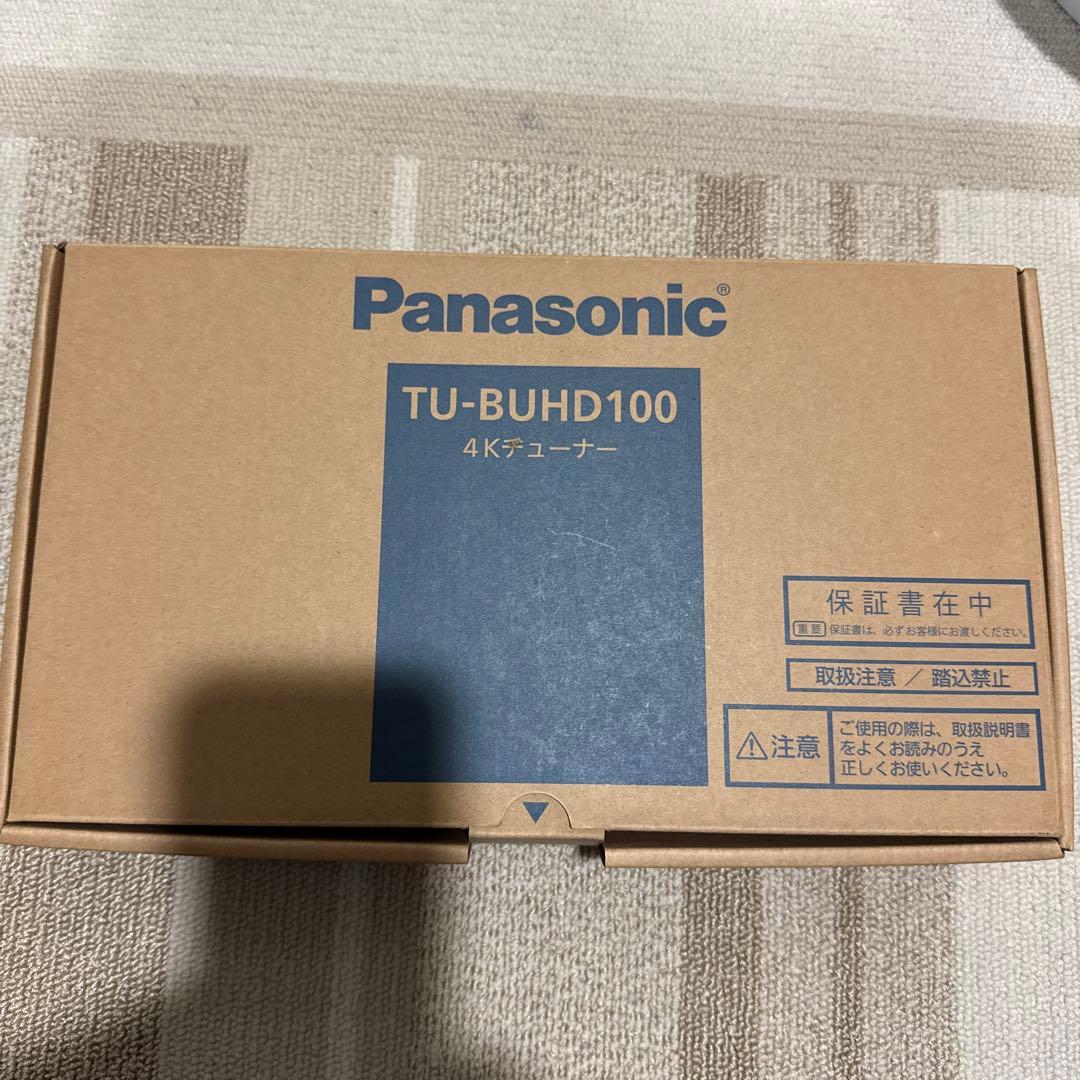 Panasonic®
TU-BUHD100
4Kチューナー
保証書在中
重要 保証書は、必ずお客様にお渡しください。
取扱注意／踏込禁止
⚠注意
ご使用の際は、取扱説明書
をよくお読みのうえ
正しくお使いください。